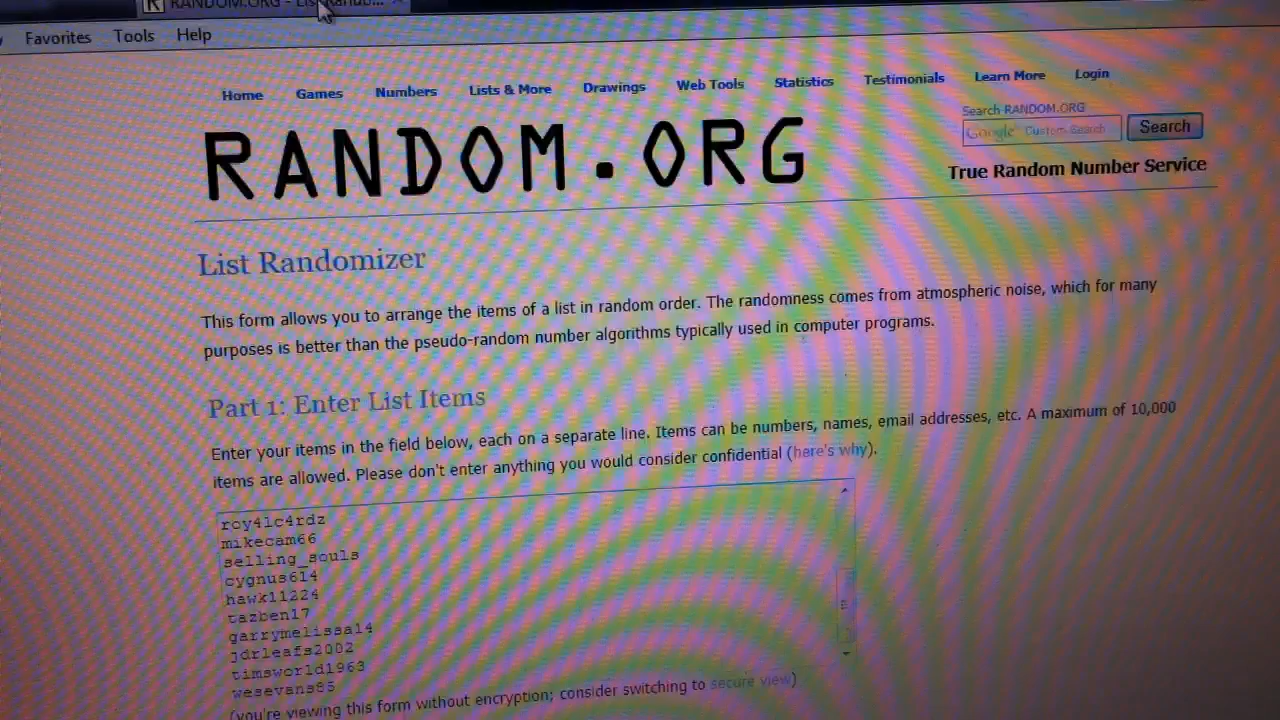 RANDOM.ORG - List Rando...
Favorites Tools Help
Home Games Numbers Lists & More Drawings Web Tools Statistics Testimonials Learn More Login
Search RANDOM.ORG
Google Custom Search Search
RANDOM.ORG
True Random Number Service
List Randomizer
This form allows you to arrange the items of a list in random order. The randomness comes from atmospheric noise, which for many
purposes is better than the pseudo-random number algorithms typically used in computer programs.
Part 1: Enter List Items
Enter your items in the field below, each on a separate line. Items can be numbers, names, email addresses, etc. A maximum of 10,000
items are allowed. Please don't enter anything you would consider confidential (here's why).
roy4lc4rdz
mikecam66
selling_souls
cygnus614
hawk11224
tazben17
garrymelissa14
jdrleafs2002
timsworld1963
wesevans65
(you're viewing this form without encryption; consider switching to secure view)